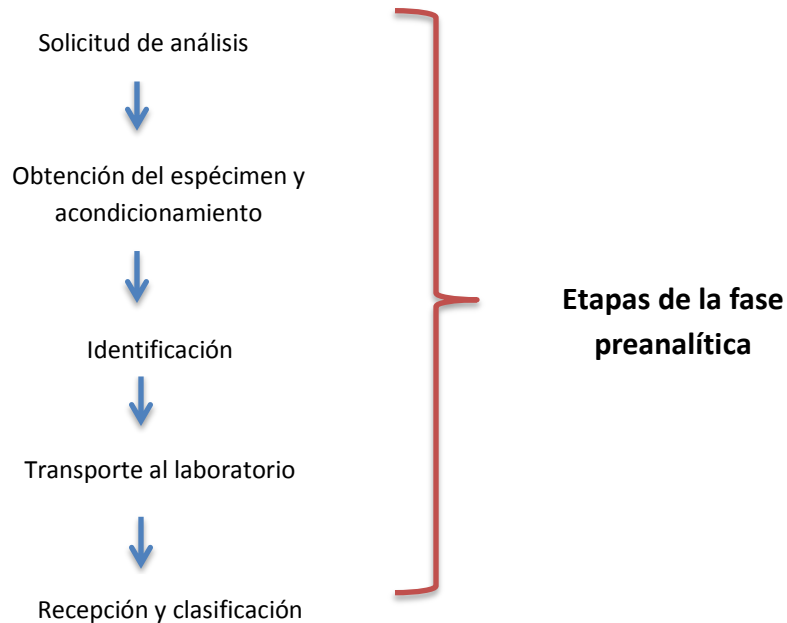 Solicitud de análisis
Obtención del espécimen y
acondicionamiento
Identificación
Transporte al laboratorio
Recepción y clasificación
Etapas de la fase
preanalítica